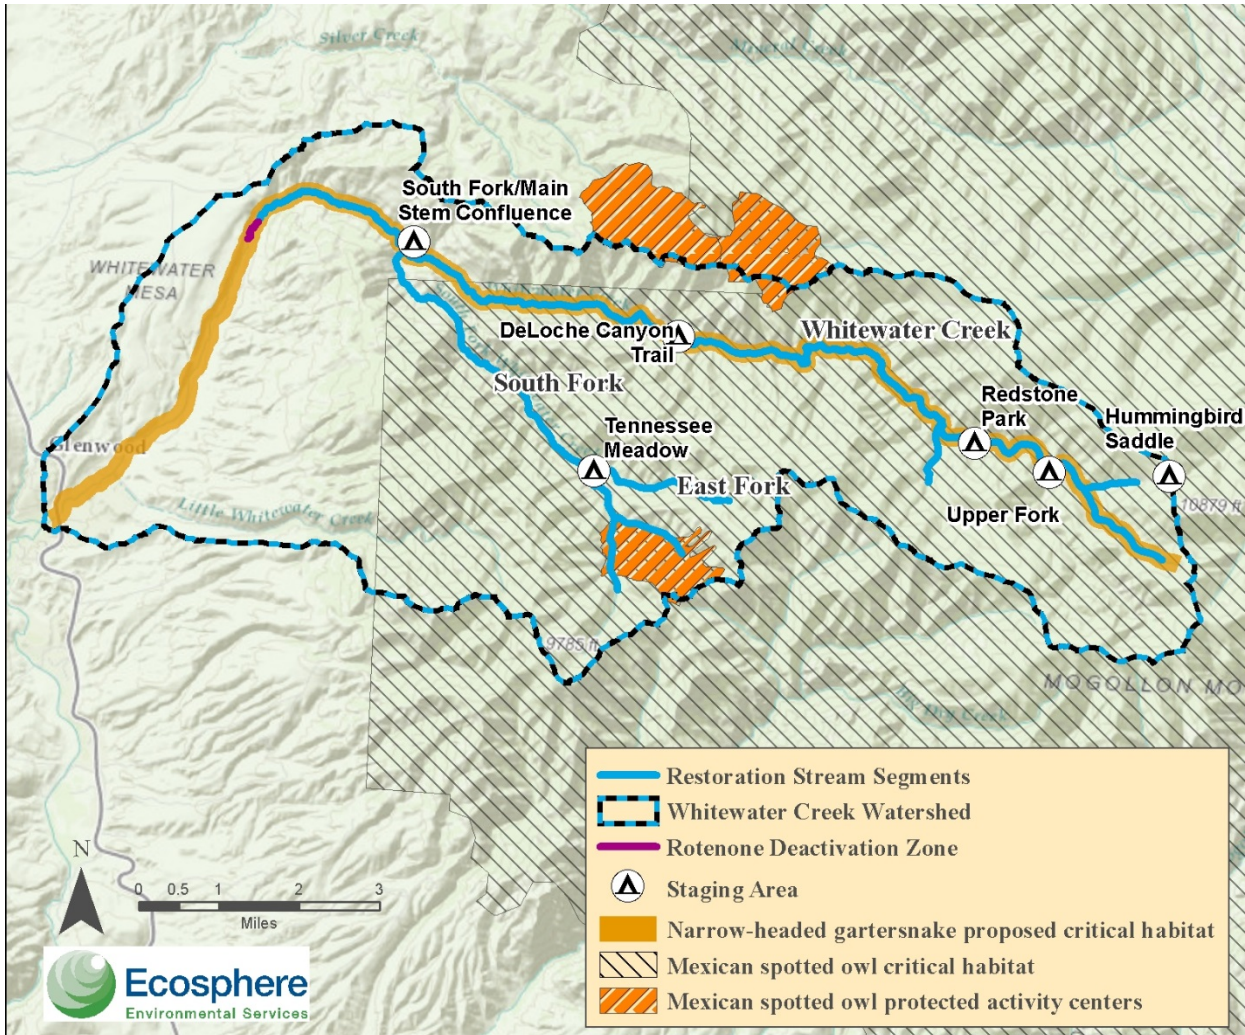 Silver Creek
Mineral Creek
South Fork/Main
Stem Confluence
WHITEWATER
MESA
DeLoche Canyon
Trail
Whitewater Creek
South Fork
Redstone
Park
Hummingbird
Saddle
Tennessee
Meadow
Glenwood
East Fork
Little Whitewater Creek
10879 ft
Upper Fork
9785 ft
MOGOLLON MO
Big Dry Creek
Restoration Stream Segments
Whitewater Creek Watershed
Rotenone Deactivation Zone
Staging Area
Narrow-headed gartersnake proposed critical habitat
Mexican spotted owl critical habitat
Mexican spotted owl protected activity centers
N
0 0.5 1 2 3
Miles
Ecosphere
Environmental Services